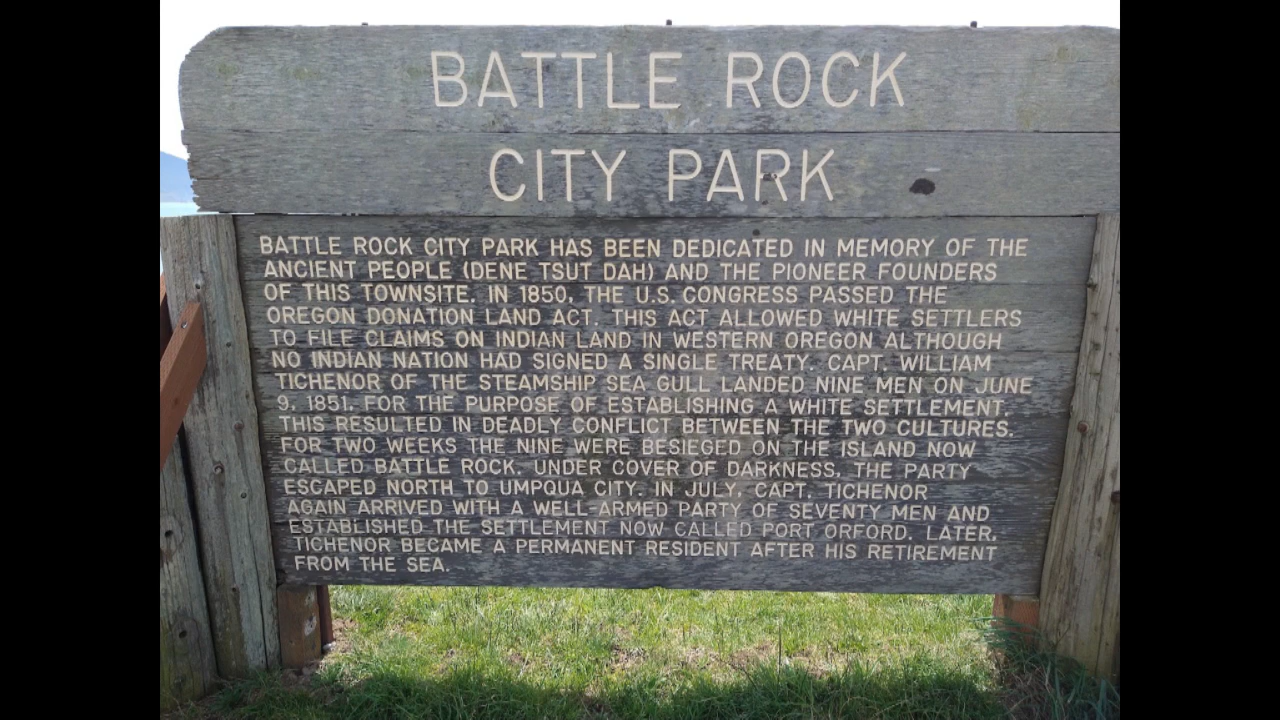 BATTLE ROCK
CITY PARK
BATTLE ROCK CITY PARK HAS BEEN DEDICATED IN MEMORY OF THE
ANCIENT PEOPLE (DENE TSUT DAH) AND THE PIONEER FOUNDERS
OF THIS TOWNSITE. IN 1850, THE U.S. CONGRESS PASSED THE
OREGON DONATION LAND ACT. THIS ACT ALLOWED WHITE SETTLERS
TO FILE CLAIMS ON INDIAN LAND IN WESTERN OREGON ALTHOUGH
NO INDIAN NATION HAD SIGNED A SINGLE TREATY. CAPT. WILLIAM
TICHENOR OF THE STEAMSHIP SEA GULL LANDED NINE MEN ON JUNE
9, 1851, FOR THE PURPOSE OF ESTABLISHING A WHITE SETTLEMENT.
THIS RESULTED IN DEADLY CONFLICT BETWEEN THE TWO CULTURES.
FOR TWO WEEKS THE NINE WERE BESIEGED ON THE ISLAND NOW
CALLED BATTLE ROCK. UNDER COVER OF DARKNESS, THE PARTY
ESCAPED NORTH TO UMPQUA CITY. IN JULY, CAPT. TICHENOR
AGAIN ARRIVED WITH A WELL-ARMED PARTY OF SEVENTY MEN AND
ESTABLISHED THE SETTLEMENT NOW CALLED PORT ORFORD. LATER,
TICHENOR BECAME A PERMANENT RESIDENT AFTER HIS RETIREMENT
FROM THE SEA.